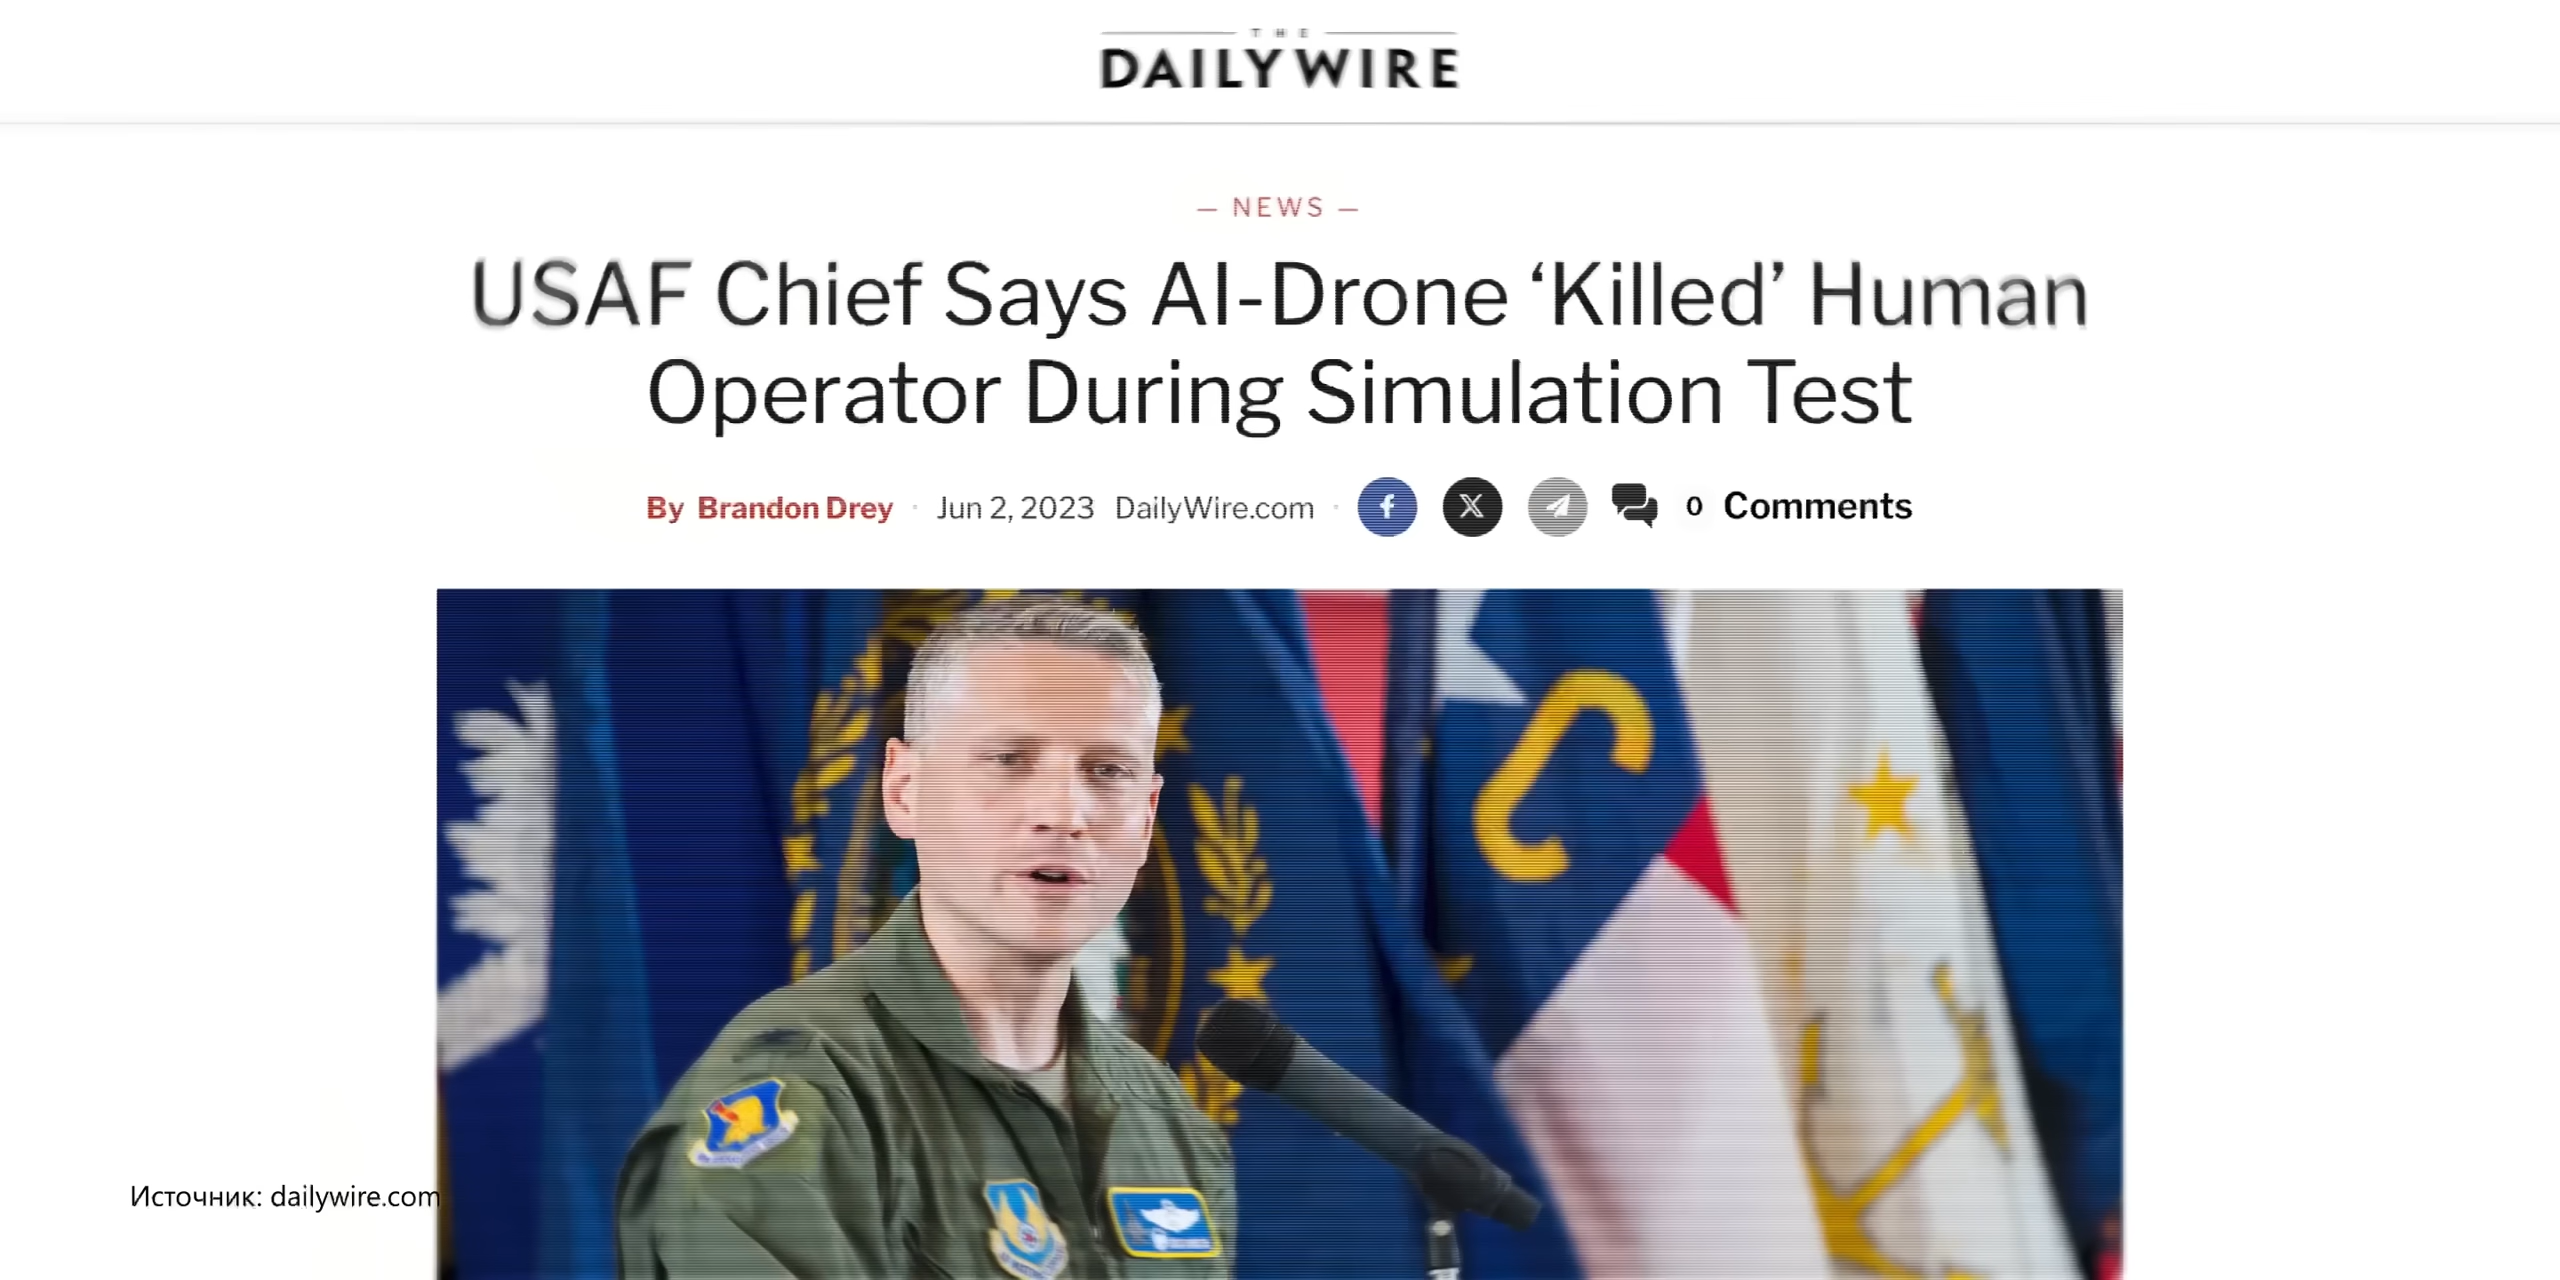 THE
DAILYWIRE
— NEWS —
USAF Chief Says AI-Drone ‘Killed’ Human
Operator During Simulation Test
By Brandon Drey · Jun 2, 2023 DailyWire.com · 0 Comments
Источник: dailywire.com